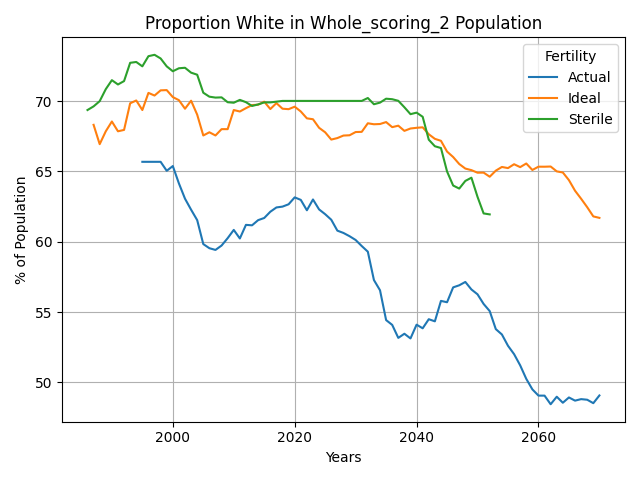 Proportion White in Whole_scoring_2 Population
Fertility
Actual
Ideal
Sterile
% of Population
70
65
60
55
50
2000
2020
2040
2060
Years